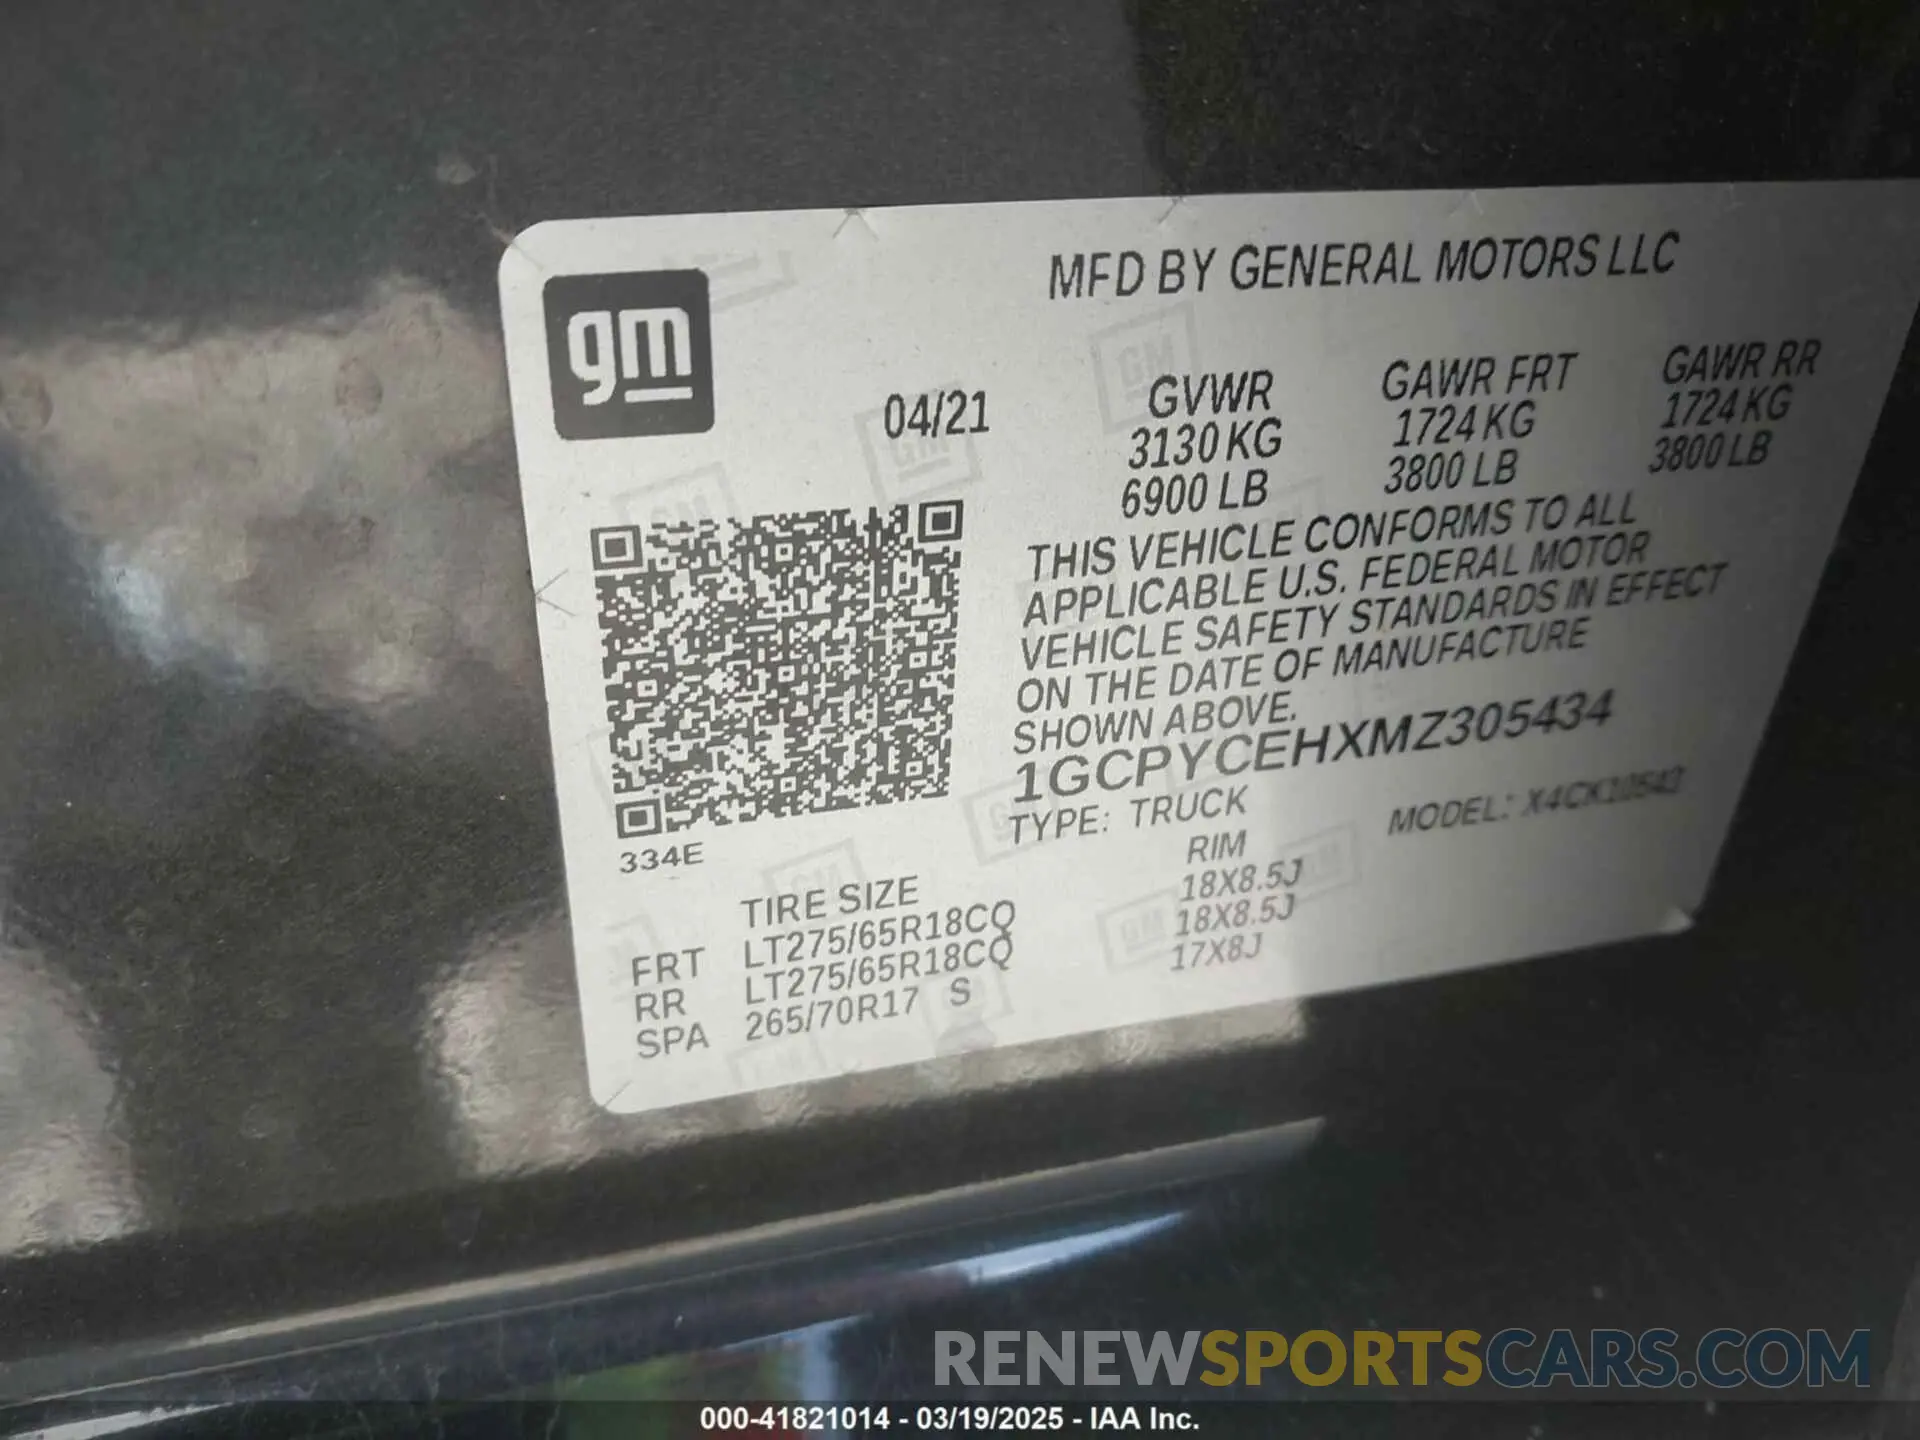 MFD BY GENERAL MOTORS LLC
gm
04/21
GVWR GAWR FRT GAWR RR
3130 KG 1724 KG 1724 KG
6900 LB 3800 LB 3800 LB
THIS VEHICLE CONFORMS TO ALL
APPLICABLE U.S. FEDERAL MOTOR
VEHICLE SAFETY STANDARDS IN EFFECT
ON THE DATE OF MANUFACTURE
SHOWN ABOVE.
1GCPYCEHXMZ305434
TYPE: TRUCK MODEL: X4CK10543
334E
TIRE SIZE RIM
FRT LT275/65R18CQ 18X8.5J
RR LT275/65R18CQ 18X8.5J
SPA 265/70R17 S 17X8J
RENEWSPORTSCARS.COM
000-41821014 - 03/19/2025 - IAA Inc.